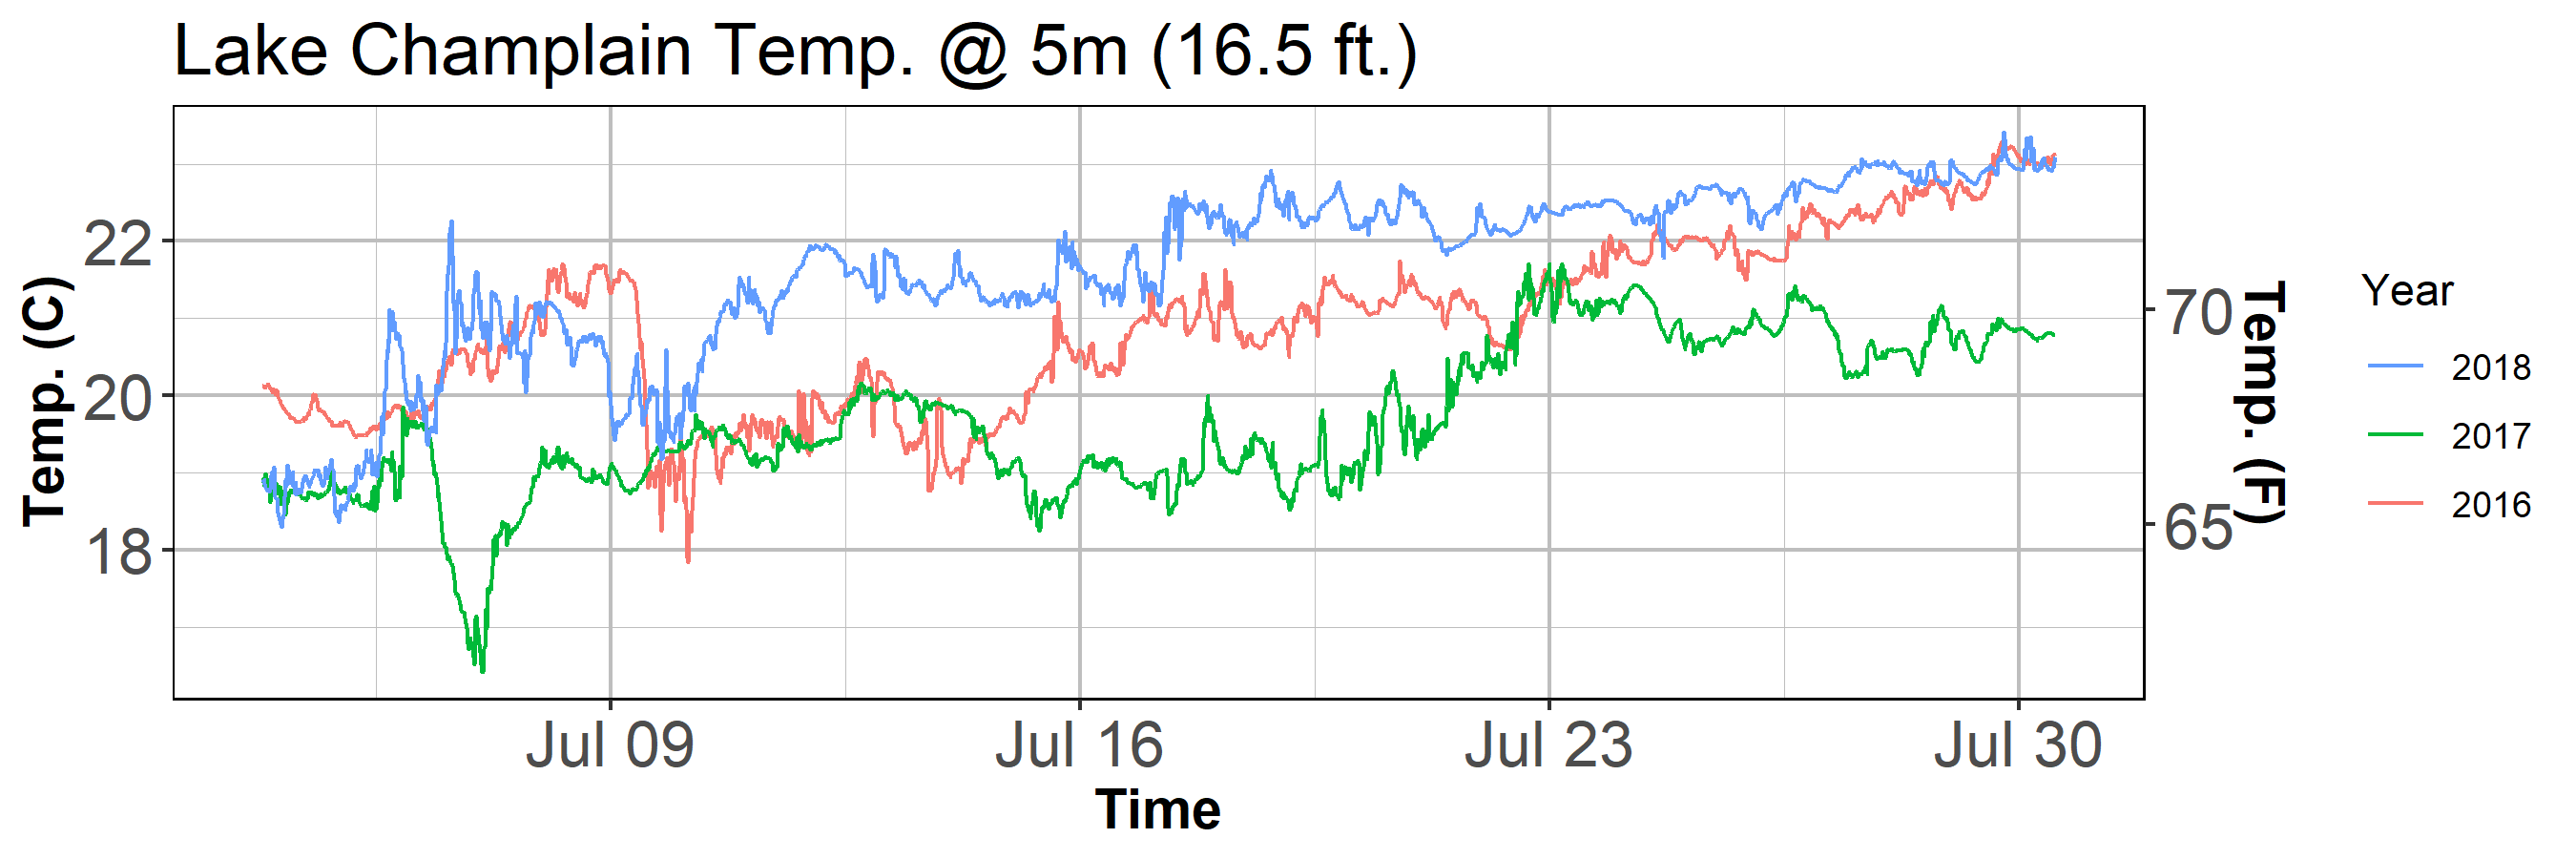 Lake Champlain Temp. @ 5m (16.5 ft.)
Temp. (C)
22
20
18
70
65
Temp. (F)
Jul 09
Jul 16
Jul 23
Jul 30
Time
Year
2018
2017
2016